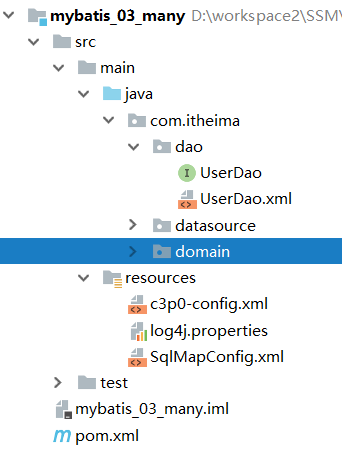 mybatis_03_many D:\workspace2\SSM\
src
main
java
com.itheima
dao
UserDao
UserDao.xml
datasource
domain
resources
c3p0-config.xml
log4j.properties
SqlMapConfig.xml
test
mybatis_03_many.iml
pom.xml